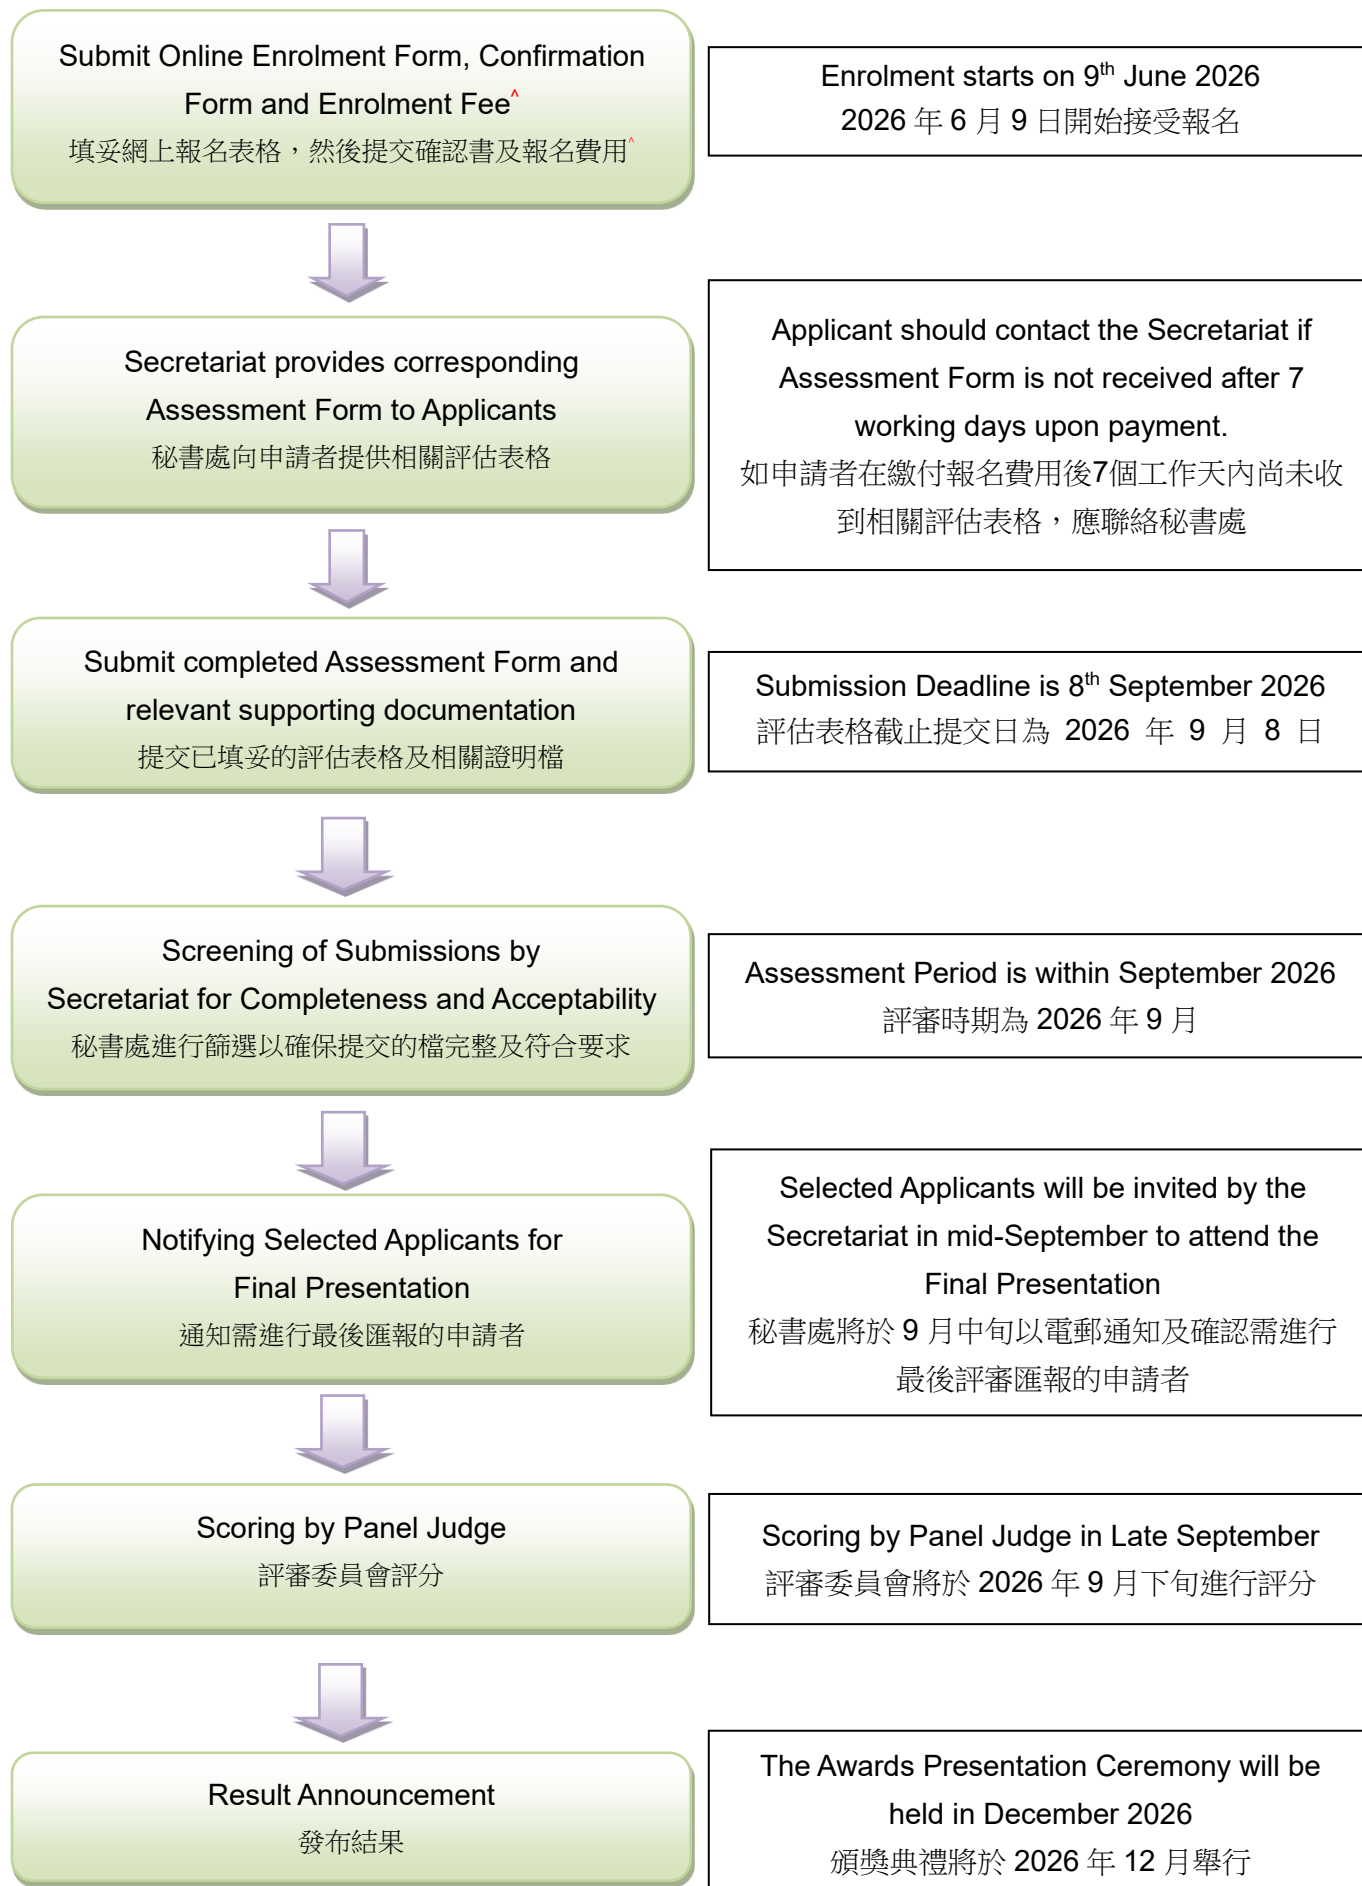 Submit Online Enrolment Form, Confirmation
Form and Enrolment Fee^
填妥網上報名表格，然後提交確認書及報名費用^
Enrolment starts on 9th June 2026
2026 年 6 月 9 日開始接受報名
Secretariat provides corresponding
Assessment Form to Applicants
秘書處向申請者提供相關評估表格
Applicant should contact the Secretariat if
Assessment Form is not received after 7
working days upon payment.
如申請者在繳付報名費用後7個工作天內尚未收
到相關評估表格，應聯絡秘書處
Submit completed Assessment Form and
relevant supporting documentation
提交已填妥的評估表格及相關證明檔
Submission Deadline is 8th September 2026
評估表格截止提交日為 2026 年 9 月 8 日
Screening of Submissions by
Secretariat for Completeness and Acceptability
秘書處進行篩選以確保提交的檔完整及符合要求
Assessment Period is within September 2026
評審時期為 2026 年 9 月
Notifying Selected Applicants for
Final Presentation
通知需進行最後匯報的申請者
Selected Applicants will be invited by the
Secretariat in mid-September to attend the
Final Presentation
秘書處將於 9 月中旬以電郵通知及確認需進行
最後評審匯報的申請者
Scoring by Panel Judge
評審委員會評分
Scoring by Panel Judge in Late September
評審委員會將於 2026 年 9 月下旬進行評分
Result Announcement
發布結果
The Awards Presentation Ceremony will be
held in December 2026
頒獎典禮將於 2026 年 12 月舉行